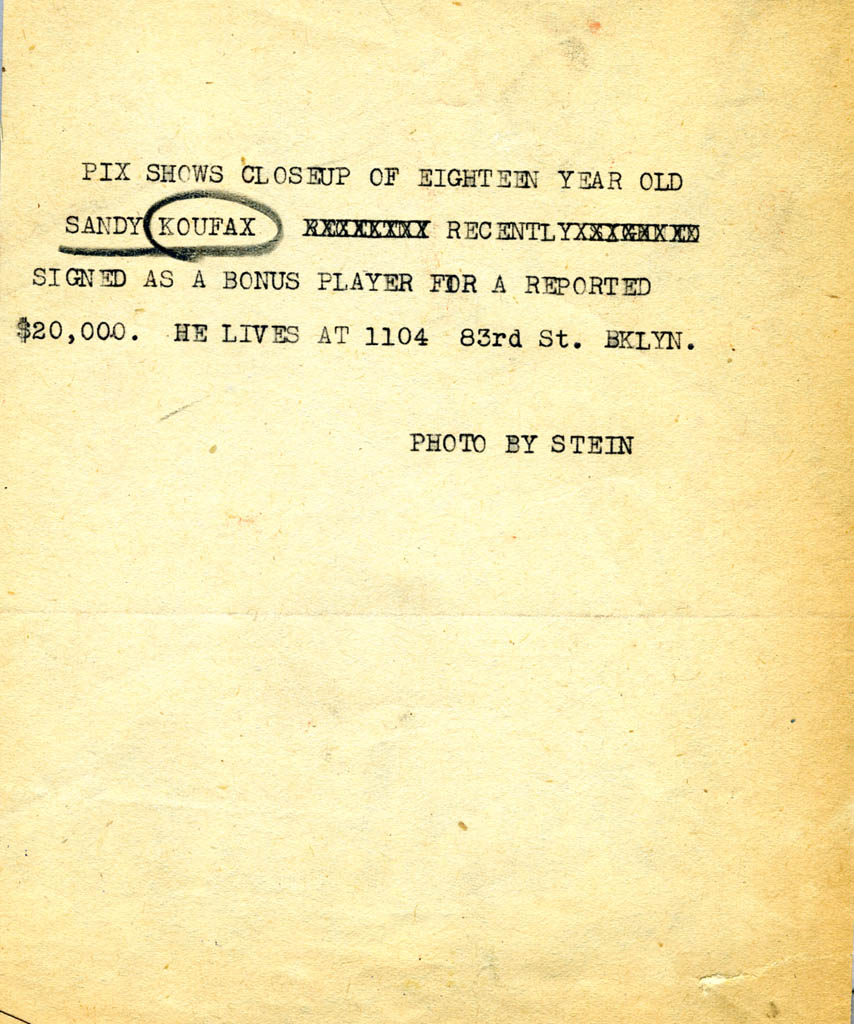 PIX SHOWS CLOSEUP OF EIGHTEEN YEAR OLD
SANDY KOUFAX RECENTLY
SIGNED AS A BONUS PLAYER FOR A REPORTED
$20,000. HE LIVES AT 1104 83rd St. BKLYN.
PHOTO BY STEIN